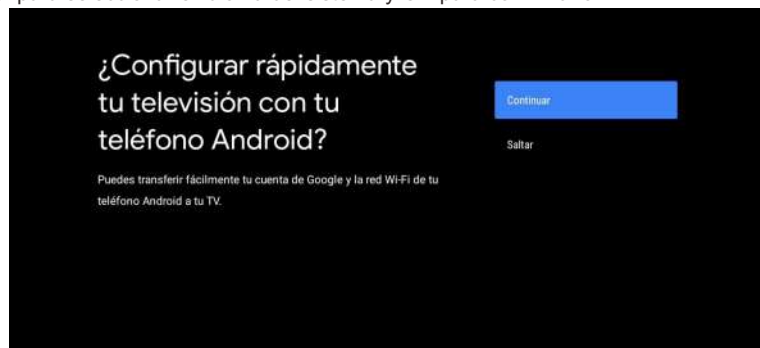 ¿Configurar rápidamente
tu televisión con tu
teléfono Android?
Puedes transferir fácilmente tu cuenta de Google y la red Wi-Fi de tu
teléfono Android a tu TV.
Continuar
Saltar